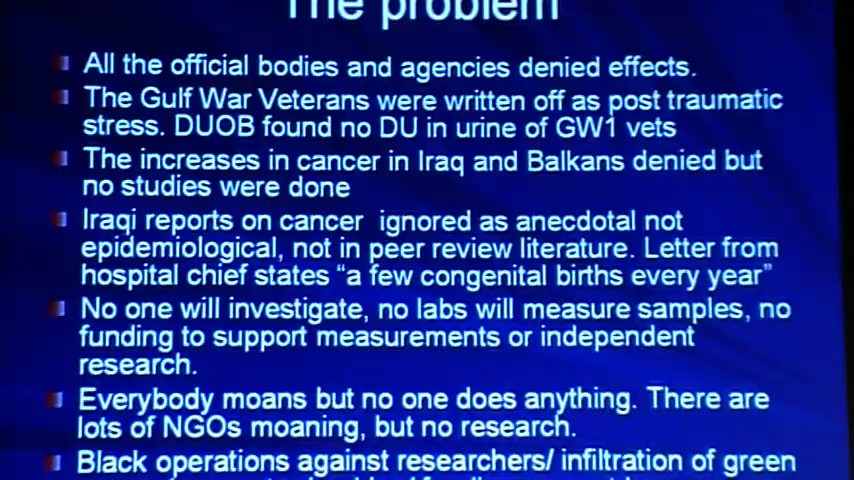 The problem
All the official bodies and agencies denied effects.
The Gulf War Veterans were written off as post traumatic
stress. DUOB found no DU in urine of GW1 vets
The increases in cancer in Iraq and Balkans denied but
no studies were done
Iraqi reports on cancer ignored as anecdotal not
epidemiological, not in peer review literature. Letter from
hospital chief states “a few congenital births every year”
No one will investigate, no labs will measure samples, no
funding to support measurements or independent
research.
Everybody moans but no one does anything. There are
lots of NGOs moaning, but no research.
Black operations against researchers/ infiltration of green